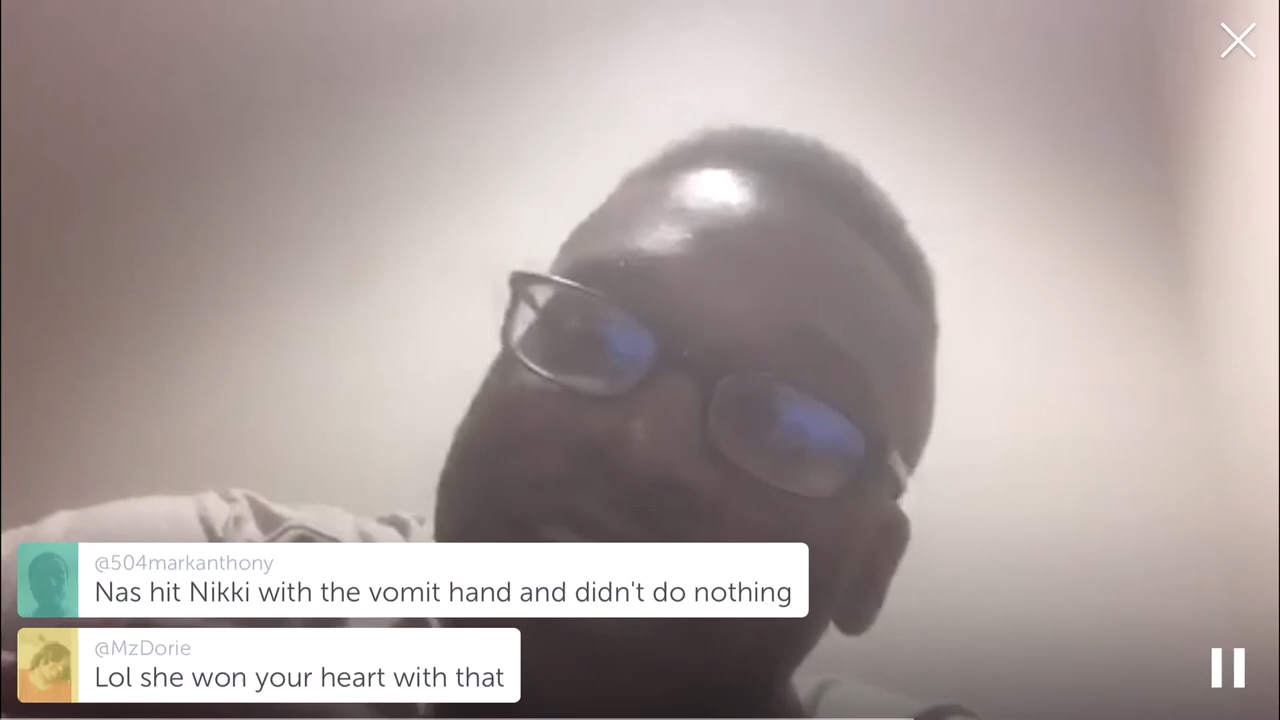 @504markanthony
Nas hit Nikki with the vomit hand and didn't do nothing
@MzDorie
Lol she won your heart with that